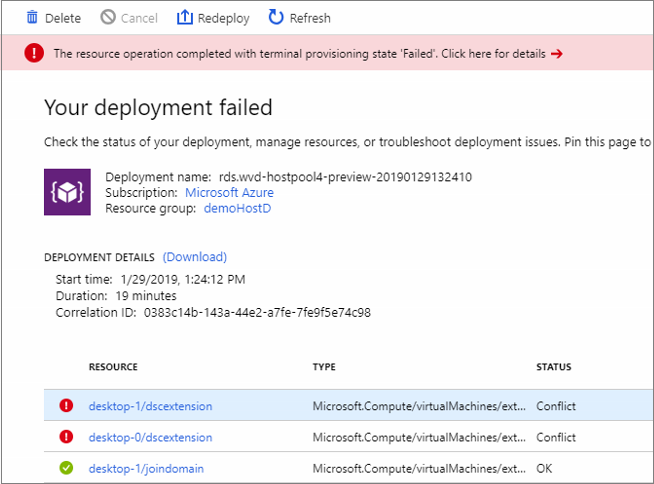 Delete Cancel Redeploy Refresh
The resource operation completed with terminal provisioning state 'Failed'. Click here for details →
Your deployment failed
Check the status of your deployment, manage resources, or troubleshoot deployment issues. Pin this page to
Deployment name: rds.wvd-hostpool4-preview-20190129132410
Subscription: Microsoft Azure
Resource group: demoHostD
DEPLOYMENT DETAILS (Download)
Start time: 1/29/2019, 1:24:12 PM
Duration: 19 minutes
Correlation ID: 0383c14b-143a-44e2-a7fe-7fe9f5e74c98
RESOURCE TYPE STATUS
desktop-1/dscextension Microsoft.Compute/virtualMachines/ext... Conflict
desktop-0/dscextension Microsoft.Compute/virtualMachines/ext... Conflict
desktop-1/joindomain Microsoft.Compute/virtualMachines/ext... OK